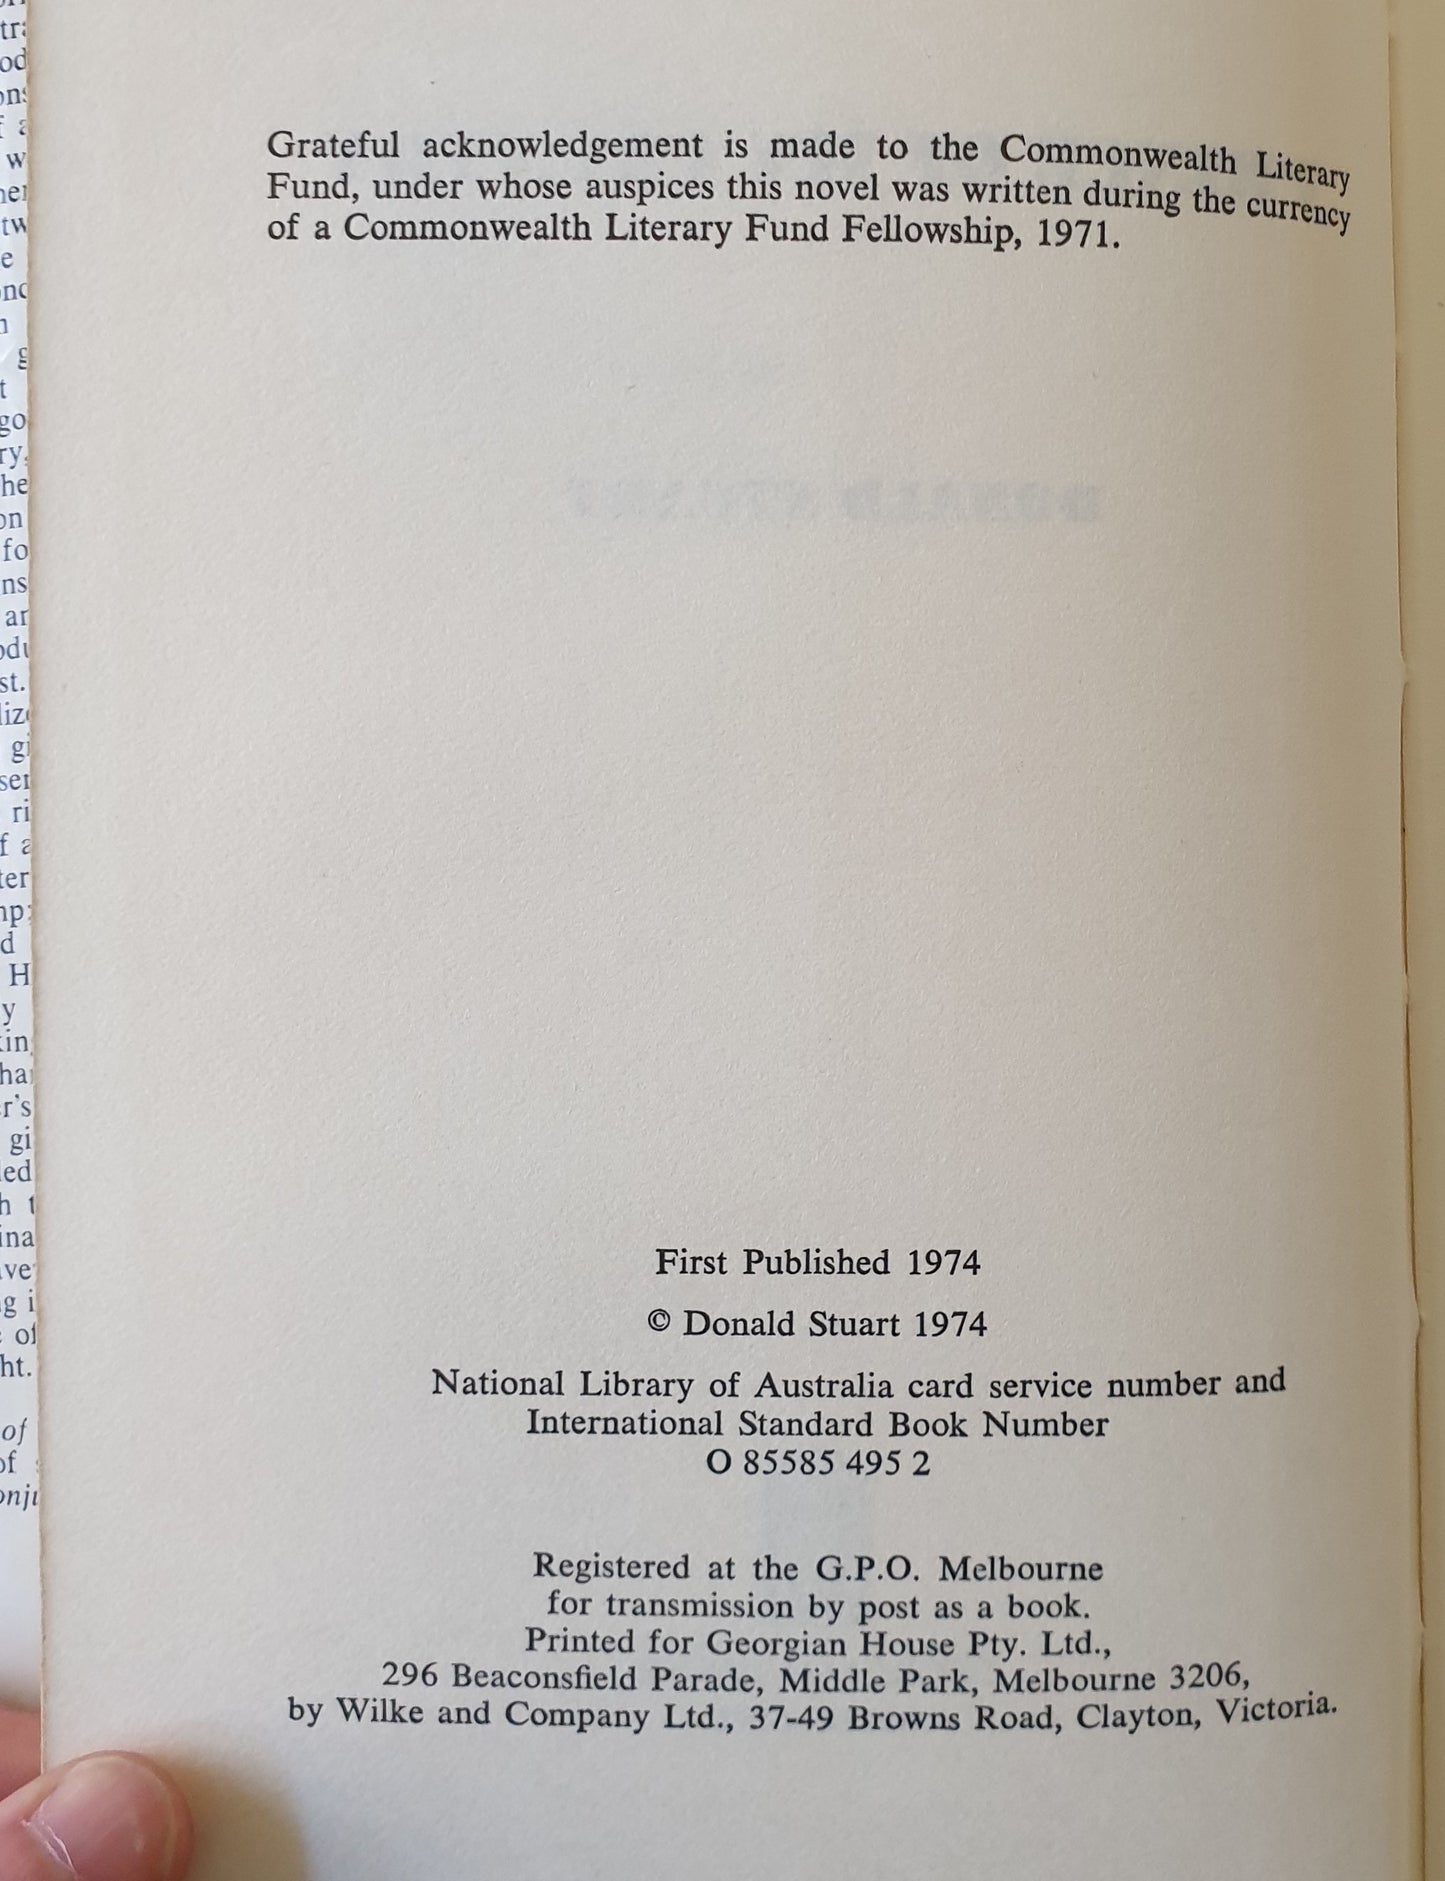 Grateful acknowledgement is made to the Commonwealth Literary
Fund, under whose auspices this novel was written during the currency
of a Commonwealth Literary Fund Fellowship, 1971.
First Published 1974
© Donald Stuart 1974
National Library of Australia card service number and
International Standard Book Number
O 85585 495 2
Registered at the G.P.O. Melbourne
for transmission by post as a book.
Printed for Georgian House Pty. Ltd.,
296 Beaconsfield Parade, Middle Park, Melbourne 3206,
by Wilke and Company Ltd., 37-49 Browns Road, Clayton, Victoria.